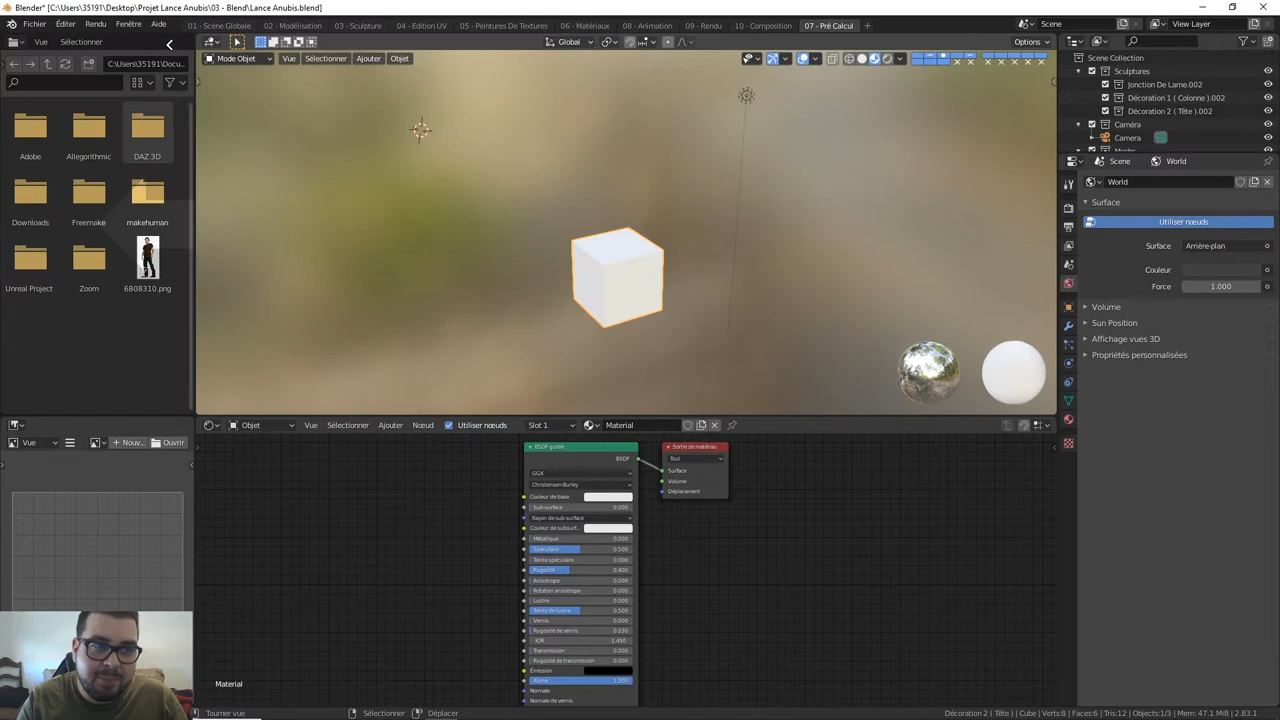 Blender* [C:\Users\35191\Desktop\Projet Lance Anubis\03 - Blend\Lance Anubis.blend]
Fichier Éditer Rendu Fenêtre Aide
01 - Scène Globale 02 - Modélisation 03 - Sculpture 04 - Edition UV 05 - Peintures De Textures 06 - Matériaux 08 - Animation 09 - Rendu 10 - Composition 07 - Pré Calcul +
Scene View Layer
Vue Sélectionner
Global Options
C:\Users\35191\Docu...
Mode Objet Vue Sélectionner Ajouter Objet
Adobe Allegorithmic DAZ 3D
Downloads Freemake makehuman
Unreal Project Zoom 6808310.png
Scene Collection
Sculptures
Jonction De Lame.002
Décoration 1 ( Colonne ).002
Décoration 2 ( Tête ).002
Caméra
Camera
Scene World
World
Surface
Utiliser nœuds
Surface Arrière-plan
Couleur
Force 1.000
Volume
Sun Position
Affichage vues 3D
Propriétés personnalisées
Objet Vue Sélectionner Ajouter Nœud Utiliser nœuds Slot 1 Material
Vue Nouv... Ouvrir
BSDF guidé
BSDF
GGX
Christensen-Burley
Couleur de base
Sub-surface 0.000
Rayon de sub-surface
Couleur de subsurf...
Métallique 0.000
Spéculaire 0.500
Teinte spéculaire 0.000
Rugosité 0.400
Anisotrope 0.000
Rotation anisotrope 0.000
Lustre 0.000
Teinte de lustre 0.500
Vernis 0.000
Rugosité de vernis 0.030
IOR 1.450
Transmission 0.000
Rugosité de transmission 0.000
Émission
Alpha 1.000
Normale
Normale de vernis
Sortie de matériau
Tout
Surface
Volume
Déplacement
Material
Tourner vue Sélectionner Déplacer
Décoration 2 ( Tête ) | Cube | Verts:8 | Faces:6 | Tris:12 | Objects:1/3 | Mem: 47.1 MiB | 2.83.1